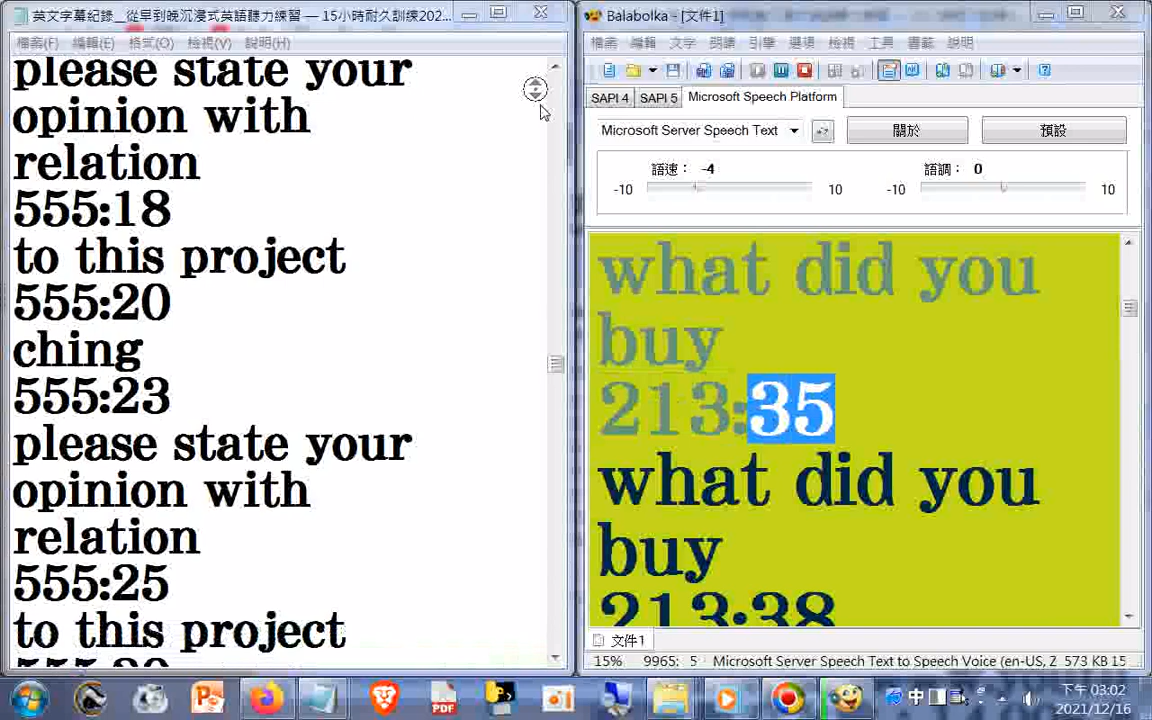 英文字幕紀錄__從早到晚沉浸式英語聽力練習 — 15小時耐久訓練202...
檔案(F) 編輯(E) 格式(O) 檢視(V) 說明(H)
please state your
opinion with
relation
555:18
to this project
555:20
ching
555:23
please state your
opinion with
relation
555:25
to this project
Balabolka - [文件1]
檔案 編輯 文字 朗讀 引擎 選項 檢視 工具 書籤 說明
SAPI 4 SAPI 5 Microsoft Speech Platform
Microsoft Server Speech Text 關於 預設
語速： -4 語調： 0
-10 10 -10 10
what did you
buy
213:35
what did you
buy
213:38
文件1
15% 9965: 5 Microsoft Server Speech Text to Speech Voice (en-US, 2 573 KB 15
PDF
中
下午 03:02
2021/12/16